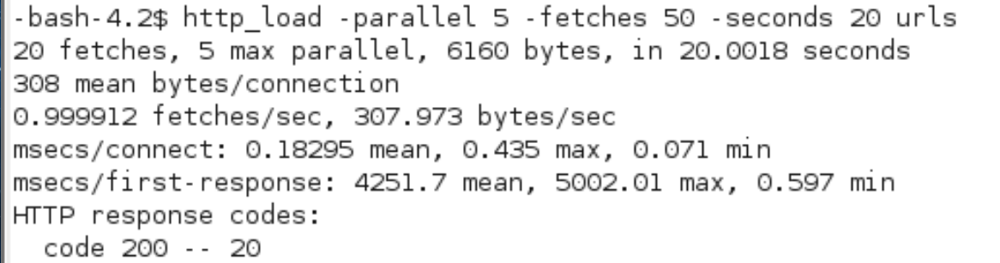 -bash-4.2$ http_load -parallel 5 -fetches 50 -seconds 20 urls
20 fetches, 5 max parallel, 6160 bytes, in 20.0018 seconds
308 mean bytes/connection
0.999912 fetches/sec, 307.973 bytes/sec
msecs/connect: 0.18295 mean, 0.435 max, 0.071 min
msecs/first-response: 4251.7 mean, 5002.01 max, 0.597 min
HTTP response codes:
  code 200 -- 20